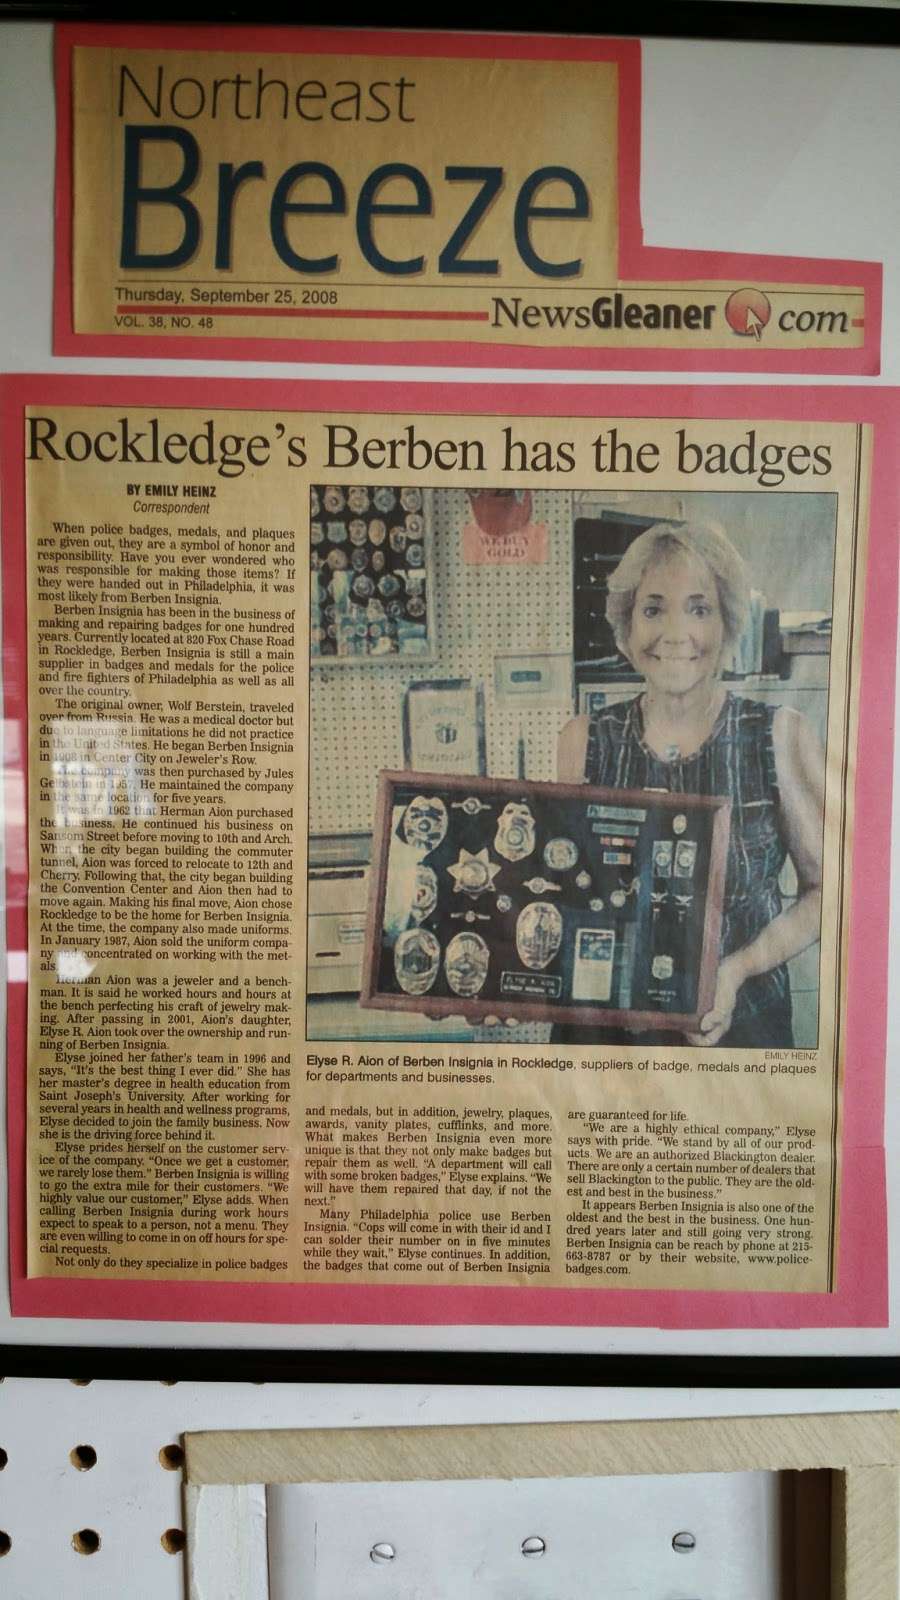 Northeast
Breeze
Thursday, September 25, 2008
VOL. 38, NO. 48
NewsGleaner com
Rockledge's Berben has the badges
BY EMILY HEINZ
Correspondent
When police badges, medals, and plaques
are given out, they are a symbol of honor and
responsibility. Have you ever wondered who
was responsible for making those items? If
they were handed out in Philadelphia, it was
most likely from Berben Insignia.
Berben Insignia has been in the business of
making and repairing badges for one hundred
years. Currently located at 820 Fox Chase Road
in Rockledge, Berben Insignia is still a main
supplier in badges and medals for the police
and fire fighters of Philadelphia as well as all
over the country.
The original owner, Wolf Berstein, traveled
over from Russia. He was a medical doctor but
due to language limitations he did not practice
in the United States. He began Berben Insignia
in 1908 in Center City on Jeweler's Row.
The company was then purchased by Jules
Gelbstein in 1957. He maintained the company
in the same location for five years.
It was in 1962 that Herman Aion purchased
the business. He continued his business on
Sansom Street before moving to 10th and Arch.
When the city began building the commuter
tunnel, Aion was forced to relocate to 12th and
Cherry. Following that, the city began building
the Convention Center and Aion then had to
move again. Making his final move, Aion chose
Rockledge to be the home for Berben Insignia.
At the time, the company also made uniforms.
In January 1987, Aion sold the uniform compa-
ny and concentrated on working with the met-
als.
Herman Aion was a jeweler and a bench-
man. It is said he worked hours and hours at
the bench perfecting his craft of jewelry mak-
ing. After passing in 2001, Aion's daughter,
Elyse R. Aion took over the ownership and run-
ning of Berben Insignia.
Elyse joined her father's team in 1996 and
says, "It's the best thing I ever did." She has
her master's degree in health education from
Saint Joseph's University. After working for
several years in health and wellness programs,
Elyse decided to join the family business. Now
she is the driving force behind it.
Elyse prides herself on the customer serv-
ice of the company. "Once we get a customer,
we rarely lose them." Berben Insignia is willing
to go the extra mile for their customers. "We
highly value our customer," Elyse adds. When
calling Berben Insignia during work hours
expect to speak to a person, not a menu. They
are even willing to come in on off hours for spe-
cial requests.
Not only do they specialize in police badges
WE BUY
GOLD
EMILY HEINZ
Elyse R. Aion of Berben Insignia in Rockledge, suppliers of badge, medals and plaques
for departments and businesses.
and medals, but in addition, jewelry, plaques,
awards, vanity plates, cufflinks, and more.
What makes Berben Insignia even more
unique is that they not only make badges but
repair them as well. "A department will call
with some broken badges," Elyse explains. "We
will have them repaired that day, if not the
next."
Many Philadelphia police use Berben
Insignia. "Cops will come in with their id and I
can solder their number on in five minutes
while they wait," Elyse continues. In addition,
the badges that come out of Berben Insignia
are guaranteed for life.
"We are a highly ethical company," Elyse
says with pride. "We stand by all of our prod-
ucts. We are an authorized Blackington dealer.
There are only a certain number of dealers that
sell Blackington to the public. They are the old-
est and best in the business."
It appears Berben Insignia is also one of the
oldest and the best in the business. One hun-
dred years later and still going very strong.
Berben Insignia can be reach by phone at 215-
663-8787 or by their website, www.police-
badges.com.